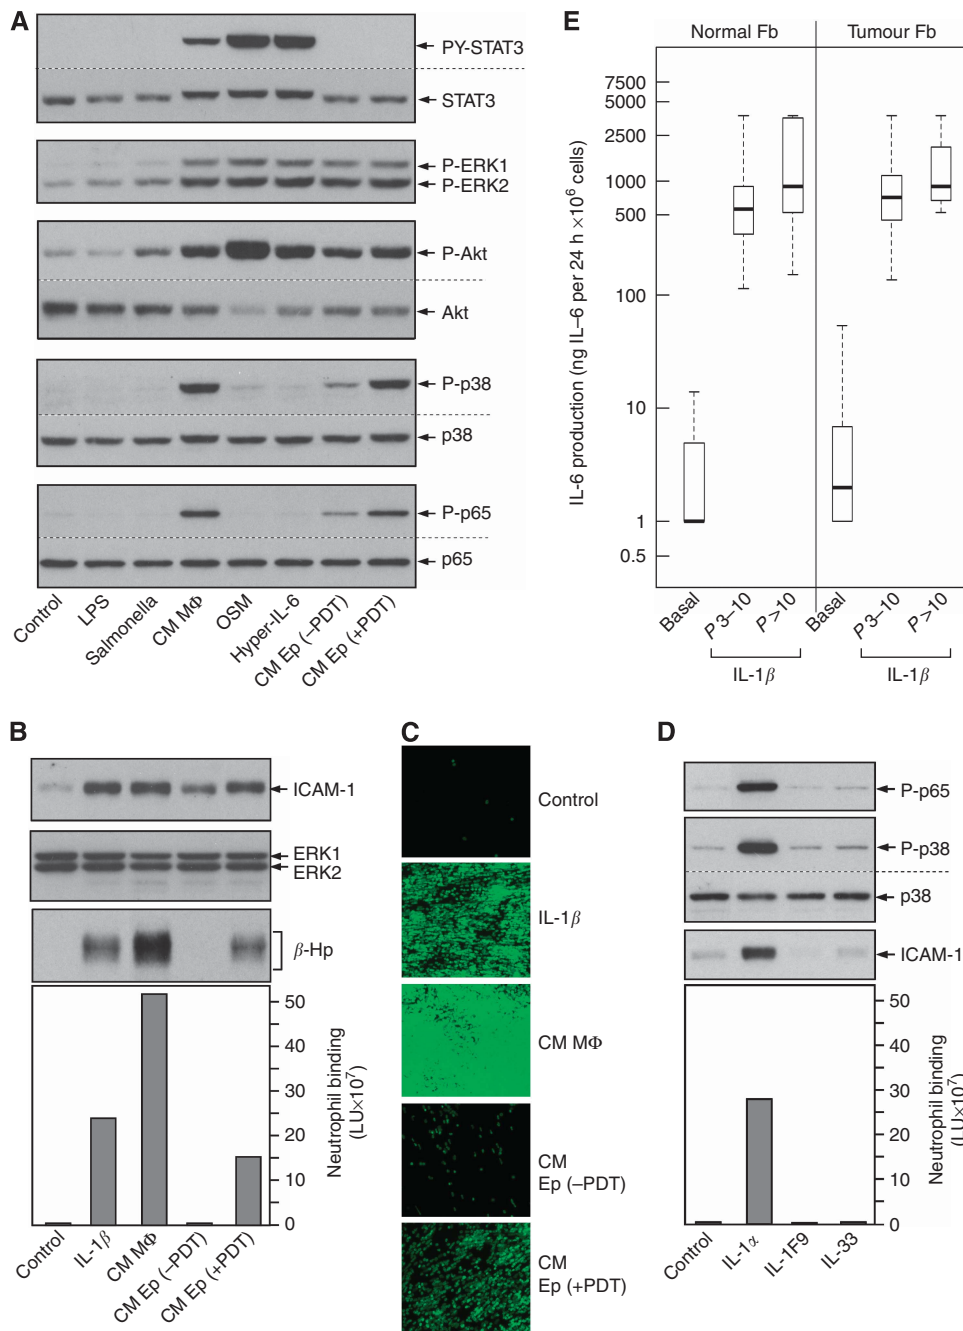 A
PY-STAT3
STAT3
P-ERK1
P-ERK2
P-Akt
Akt
P-p38
p38
P-p65
p65
Control
LPS
Salmonella
CM MΦ
OSM
Hyper-IL-6
CM Ep (–PDT)
CM Ep (+PDT)
E
Normal Fb
Tumour Fb
IL-6 production (ng IL–6 per 24 h ×10⁶ cells)
7500
5000
2500
1000
500
100
10
1
0.5
Basal
P 3–10
P>10
Basal
P 3–10
P>10
IL-1β
IL-1β
B
ICAM-1
ERK1
ERK2
β-Hp
50
40
30
20
10
0
Neutrophil binding
(LU×10⁷)
Control
IL-1β
CM MΦ
CM Ep (–PDT)
CM Ep (+PDT)
C
Control
IL-1β
CM MΦ
CM
Ep (–PDT)
CM
Ep (+PDT)
D
P-p65
P-p38
p38
ICAM-1
50
40
30
20
10
0
Neutrophil binding
(LU×10⁷)
Control
IL-1α
IL-1F9
IL-33